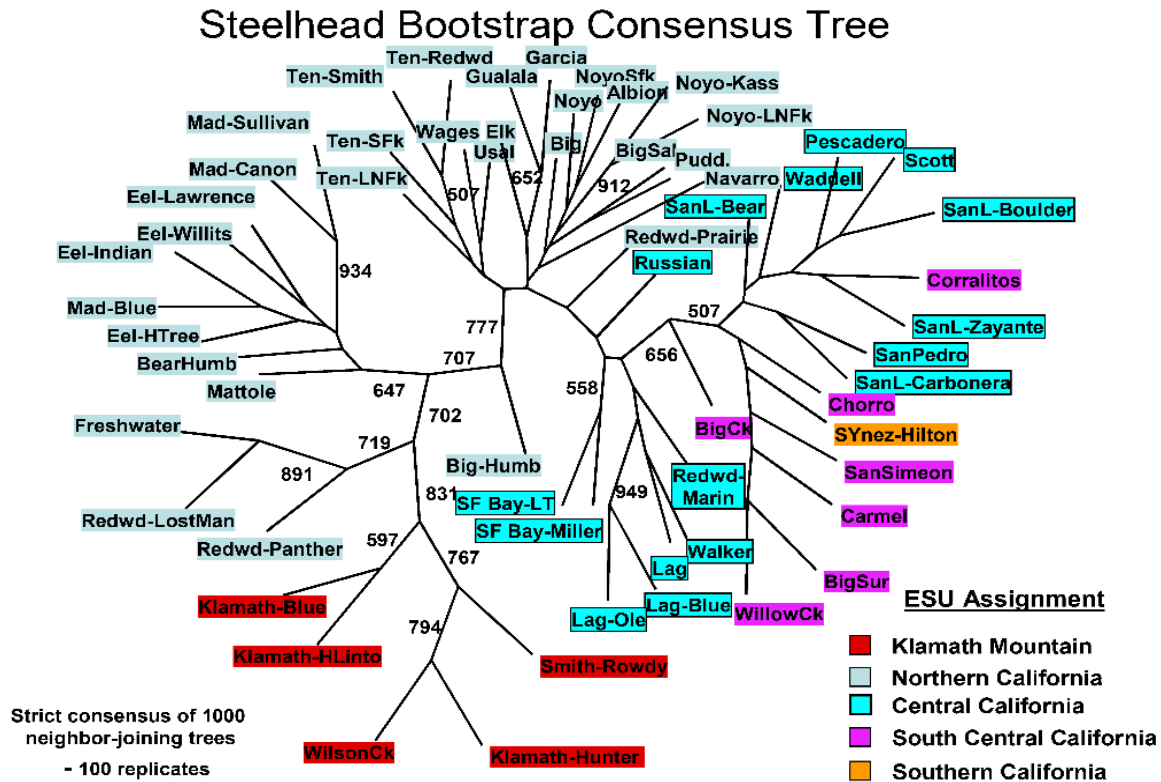 Steelhead Bootstrap Consensus Tree
Ten-Redwd
Garcia
Ten-Smith
Gualala
NoyoSfk
Noyo-Kass
Albion
Noyo
Mad-Sullivan
Noyo-LNFk
Wages
Elk
Ten-SFk
Usal
Big
BigSal
Pescadero
Scott
Pudd.
Mad-Canon
Ten-LNFk
507
652
912
Navarro
Waddell
Eel-Lawrence
SanL-Bear
SanL-Boulder
Eel-Willits
Redwd-Prairie
Eel-Indian
Russian
934
Corralitos
Mad-Blue
507
Eel-HTree
777
SanL-Zayante
BearHumb
707
656
SanPedro
Mattole
647
558
SanL-Carbonera
702
Chorro
Freshwater
BigCk
SYnez-Hilton
719
891
Big-Humb
Redwd-
Marin
SanSimeon
831
SF Bay-LT
949
Redwd-LostMan
SF Bay-Miller
Carmel
Redwd-Panther
597
767
Walker
Lag
BigSur
Klamath-Blue
Lag-Ole
Lag-Blue
WillowCk
794
Klamath-HLinto
Smith-Rowdy
WilsonCk
Klamath-Hunter
ESU Assignment
Klamath Mountain
Northern California
Central California
South Central California
Southern California
Strict consensus of 1000
neighbor-joining trees
- 100 replicates